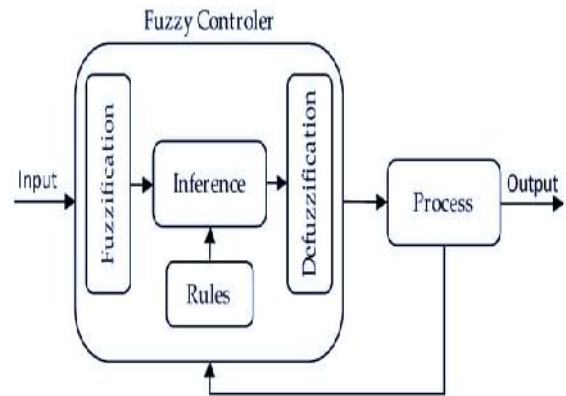 Fuzzy Controler
Input
Fuzzification
Inference
Rules
Defuzzification
Process
Output